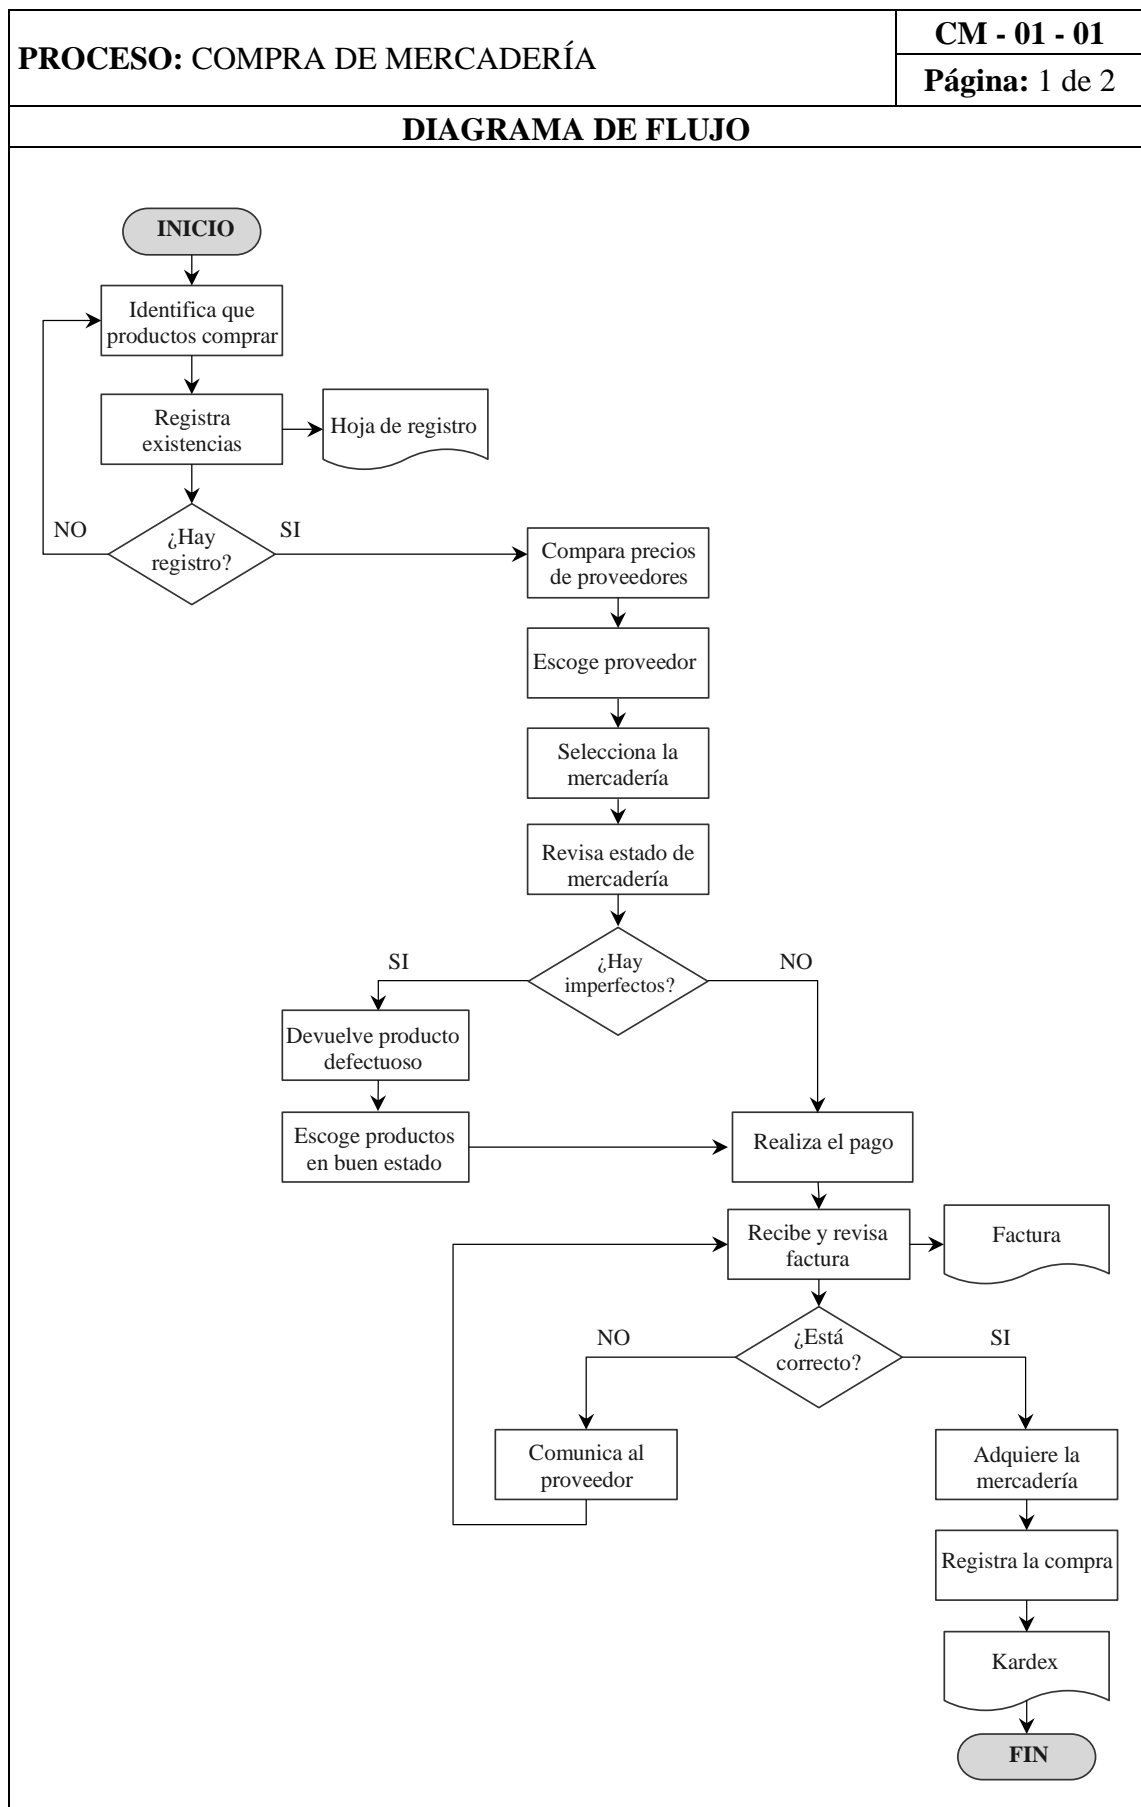 PROCESO: COMPRA DE MERCADERÍA
CM - 01 - 01
Página: 1 de 2
DIAGRAMA DE FLUJO
INICIO
Identifica que
productos comprar
Registra
existencias
Hoja de registro
NO
¿Hay
registro?
SI
Compara precios
de proveedores
Escoge proveedor
Selecciona la
mercadería
Revisa estado de
mercadería
SI
¿Hay
imperfectos?
NO
Devuelve producto
defectuoso
Escoge productos
en buen estado
Realiza el pago
Recibe y revisa
factura
Factura
NO
¿Está
correcto?
SI
Comunica al
proveedor
Adquiere la
mercadería
Registra la compra
Kardex
FIN